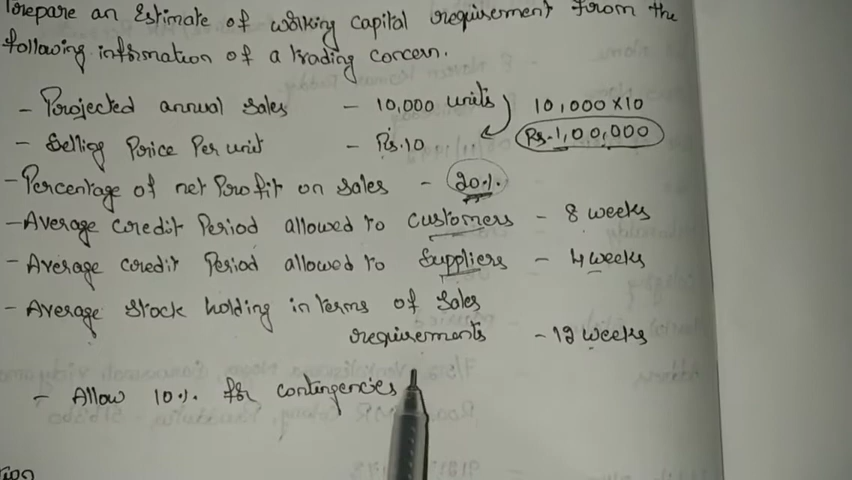 Prepare an Estimate of working capital requirement from the
following information of a trading concern.
- Projected annual sales - 10,000 units 10,000 x 10
- Selling Price Per unit - Rs. 10 Rs. 1,00,000
- Percentage of net Profit on sales - 20%.
- Average credit Period allowed to customers - 8 weeks
- Average credit Period allowed to suppliers - 4 weeks
- Average stock holding in terms of sales
requirements - 12 weeks
- Allow 10%. for contingencies